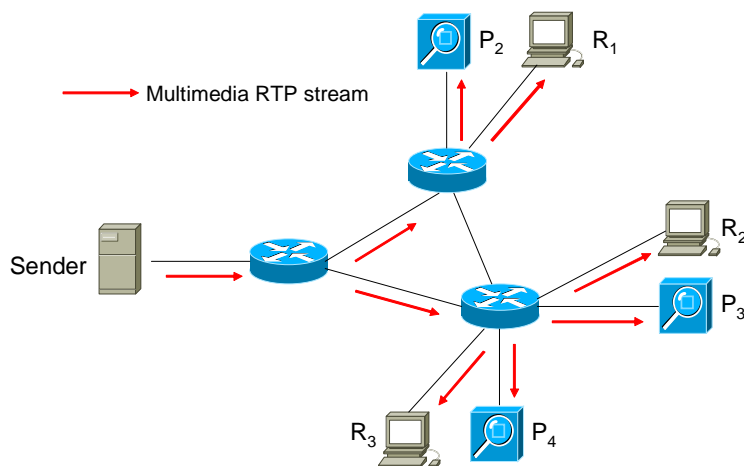 P2
R1
Multimedia RTP stream
R2
Sender
P3
R3
P4